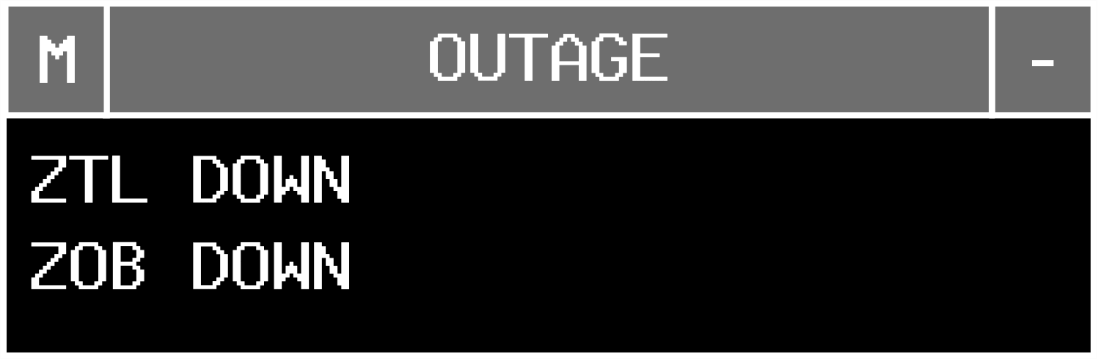 M OUTAGE -
ZTL DOWN
ZOB DOWN